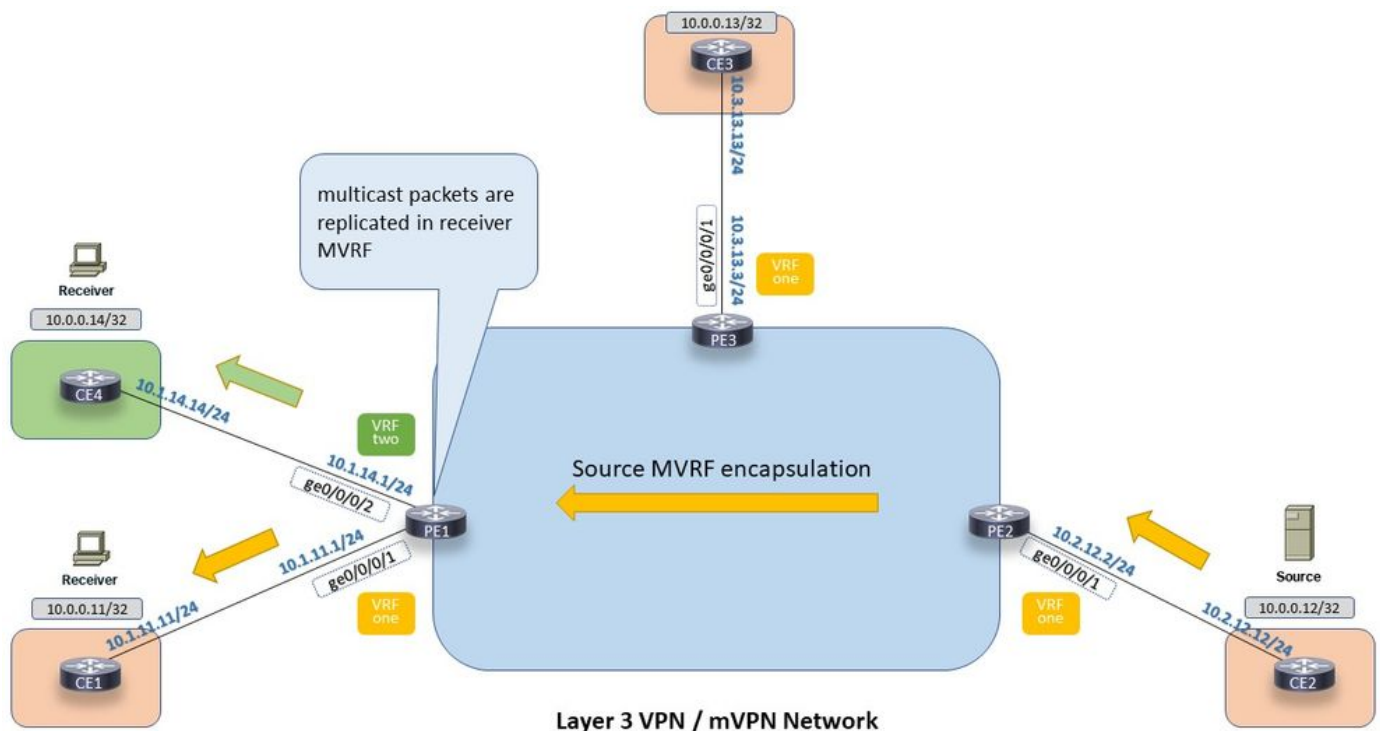 10.0.0.13/32
CE3
10.3.13.13/24
multicast packets are
replicated in receiver
MVRF
ge0/0/0/1
10.3.13.3/24
VRF
one
PE3
Receiver
10.0.0.14/32
CE4
10.1.14.14/24
VRF
two
10.1.14.1/24
ge0/0/0/2
Source MVRF encapsulation
PE1
PE2
Receiver
10.0.0.11/32
10.1.11.1/24
ge0/0/0/1
10.1.11.11/24
VRF
one
CE1
10.2.12.2/24
ge0/0/0/1
VRF
one
Source
10.0.0.12/32
10.2.12.12/24
CE2
Layer 3 VPN / mVPN Network